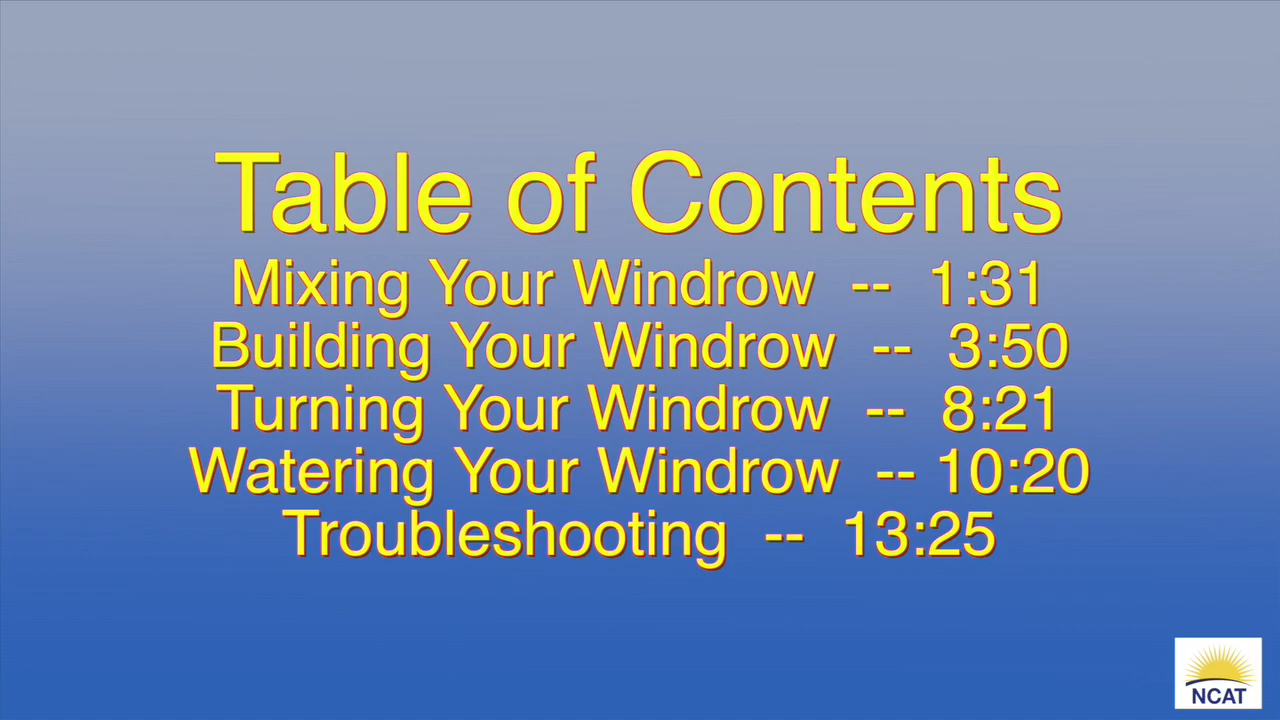 Table of Contents
Mixing Your Windrow -- 1:31
Building Your Windrow -- 3:50
Turning Your Windrow -- 8:21
Watering Your Windrow -- 10:20
Troubleshooting -- 13:25
NCAT